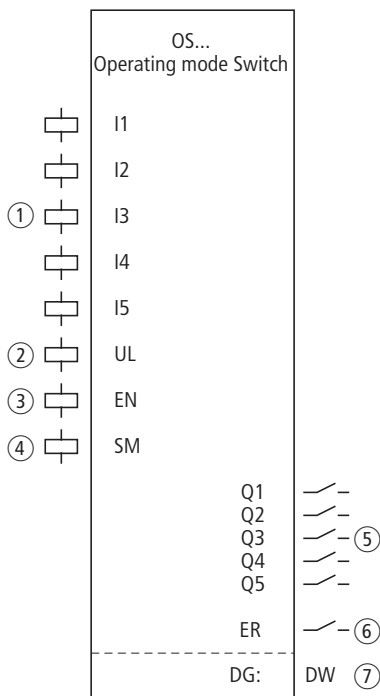 OS...
Operating mode Switch
I1
I2
① I3
I4
I5
② UL
③ EN
④ SM
Q1
Q2
Q3 ⑤
Q4
Q5
ER ⑥
DG: DW ⑦